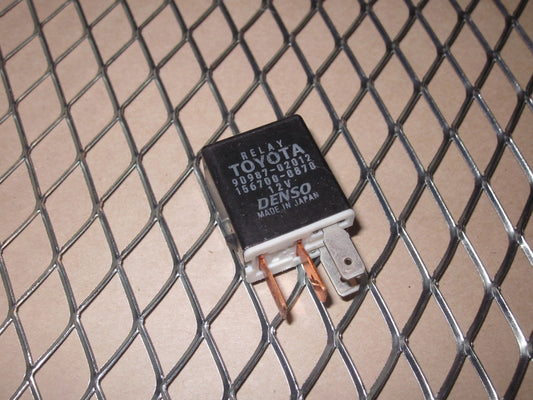 RELAY
TOYOTA
90987-02012
156700-0870
12V
DENSO
MADE IN JAPAN